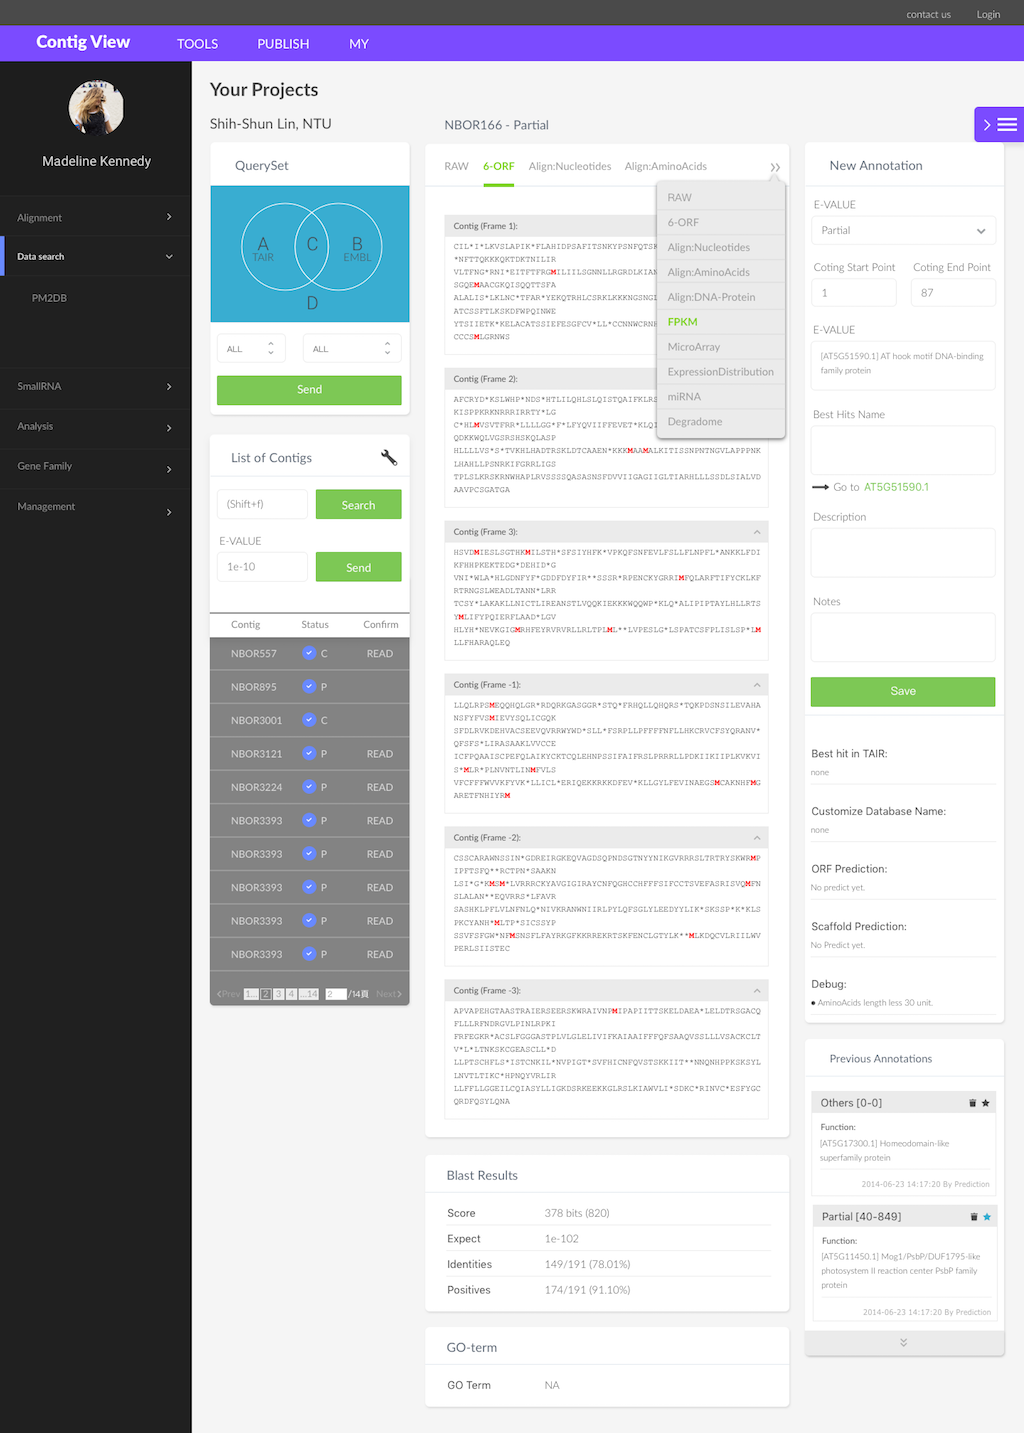 contact us
Login
Contig View
TOOLS
PUBLISH
MY
Madeline Kennedy
Alignment
Data search
PM2DB
SmallRNA
Analysis
Gene Family
Management
Your Projects
Shih-Shun Lin, NTU
QuerySet
A
TAIR
C
B
EMBL
D
ALL
ALL
Send
List of Contigs
(Shift+f)
Search
E-VALUE
1e-10
Send
Contig Status Confirm
NBOR557 C READ
NBOR895 P
NBOR3001 C
NBOR3121 P READ
NBOR3224 P READ
NBOR3393 P READ
NBOR3393 P READ
NBOR3393 P READ
NBOR3393 P READ
NBOR3393 P READ
<Prev 1... 2 3 4 ...14 2 /14頁 Next>
NBOR166 - Partial
RAW 6-ORF Align:Nucleotides Align:AminoAcids
RAW
6-ORF
Align:Nucleotides
Align:AminoAcids
Align:DNA-Protein
FPKM
MicroArray
ExpressionDistribution
miRNA
Degradome
Contig (Frame 1):
CIL*I*LKVSLAPIK*FLAHIDPSAFITSNKYPSNFQTSK
*NFTTQKKKQKTDKTNILIR
VLTFNG*RNI*EITFTFRGMILIILSGNNLLRGRDLKIAN
SGQEMAACGKQISQQTTSFA
ALALIS*LKLNC*TFAR*YEKQTRHLCSRKLKKKNGSNGL
ATCSSFTLKSKDFWPQINWE
YTSIIETK*KELACATSSIEFESGFCV*LL*CCNNWCRNH
CCCSMLGRNWS
Contig (Frame 2):
AFCRYD*KSLWHP*NDS*HTLILQHLSLQISTQAIFKLRS
KISPPRKRNRRRIRRTY*LG
C*HLMVSVTFRR*LLLLGG*F*LFYQVIIFFEVET*KLQI
QDKKWQLVGSRSHSKQLASP
HLLLLVS*S*TVKHLHADTRSKLDTCAAEN*KKKMAAMALKITISSNPNTNGVLAPPPNK
LHAHLLPSNRKIFGRRLIGS
TPLSLKRSKRNWHAPLRVSSSSQASASNSFDVVIIGAGIIGLTIARHLLLSSDLSIALVD
AAVPCSGATGA
Contig (Frame 3):
HSVDMIESLSGTHKMILSTH*SFSIYHFK*VPKQFSNFEVLFSLLFLNPFL*ANKKLFDI
KFHHPKEKTEDG*DEHID*G
VNI*WLA*HLGDNFYF*GDDFDYFIR**SSSR*RPENCKYGRRIMFQLARFTIFYCKLKF
RTRNGSLWEADLTANN*LRR
TCSY*LAKAKLLNICTLIREANSTLVQQKIEKKKWQQWP*KLQ*ALIPIPTAYLHLLRTS
YMLIFYPQIERFLAAD*LGV
HLYH*NEVKGIGMRHFEYRVRVRLLRLTPLML**LVPESLG*LSPATCSFPLISLSP*LM
LLFHARAQLEQ
Contig (Frame -1):
LLQLRPSMEQQHQLGR*RDQRKGASGGR*STQ*FRHQLLQHQRS*TQKPDSNSILEVAHA
NSFYFVSMIEVYSQLICGQK
SFDLRVKDEHVACSEEVQVRRWYWD*SLL*FSRPLLPFFFFNFLLHKCRVCFSYQRANV*
QFSFS*LIRASAAKLVVCCE
ICFPQAAISCPEFQLAIKYCKTCQLEHNPSSIFAIFRSLPRRRLLPDKIIKIIPLKVKVI
S*MLR*PLNVNTLINMFVLS
VFCFFFWVVKFYVK*LLICL*ERIQEKKRKKDFEV*KLLGYLFEVINAEGSMCAKNHFMG
ARETFNHIYRM
Contig (Frame -2):
CSSCARAWNSSIN*GDREIRGKEQVAGDSQPNDSGTNYYNIKGVRRRSLTRTRYSKWRMP
IPFTSFQ**RCTPN*SAAKN
LSI*G*KMSM*LVRRRCKYAVGIGIRAYCNFQGHCCHFFFSIFCCTSVEFASRISVQMFN
SLALAN**EQVRRS*LFAVR
SASHKLPFLVLNFNLQ*NIVKRANWNIIRLPYLQFSGLYLEEDYYLIK*SKSSP*K*KLS
PKCYANH*MLTP*SICSSYP
SSVFSFGW*NFMSNSFLFAYRKGFKKRREKRTSKFENCLGTYLK**MLKDQCVLRIILWV
PERLSIISTEC
Contig (Frame -3):
APVAPEHGTAASTRAIERSEERSKWRAIVNPMIPAPIITTSKELDAEA*LELDTRSGACQ
FLLLRFNDRGVLPINLRPKI
FRFEGKR*ACSLFGGGASTPLVLGLELIVIFKAIAAIFFFQFSAAQVSSLLLVSACKCLT
V*L*LTNKSKCGEASCLL*D
LLPTSCHFLS*ISTCNKIL*NVPIGT*SVFHICNFQVSTSKKIIT**NNQNHPPKSKSYL
LNVTLTIKC*HPNQYVRLIR
LLFFLLGGEILCQIASYLLIGKDSRKEEKKGLRSLKIAWVLI*SDKC*RINVC*ESFYGC
QRDFQSYLQNA
Blast Results
Score 378 bits (820)
Expect 1e-102
Identities 149/191 (78.01%)
Positives 174/191 (91.10%)
GO-term
GO Term NA
New Annotation
E-VALUE
Partial
Coting Start Point Coting End Point
1 87
E-VALUE
[AT5G51590.1] AT hook motif DNA-binding
family protein
Best Hits Name
Go to AT5G51590.1
Description
Notes
Save
Best hit in TAIR:
none
Customize Database Name:
none
ORF Prediction:
No predict yet.
Scaffold Prediction:
No Predict yet.
Debug:
• AminoAcids length less 30 unit.
Previous Annotations
Others [0-0]
Function:
[AT5G17300.1] Homeodomain-like
superfamily protein
2014-06-23 14:17:20 By Prediction
Partial [40-849]
Function:
[AT5G11450.1] Mog1/PsbP/DUF1795-like
photosystem II reaction center PsbP family
protein
2014-06-23 14:17:20 By Prediction